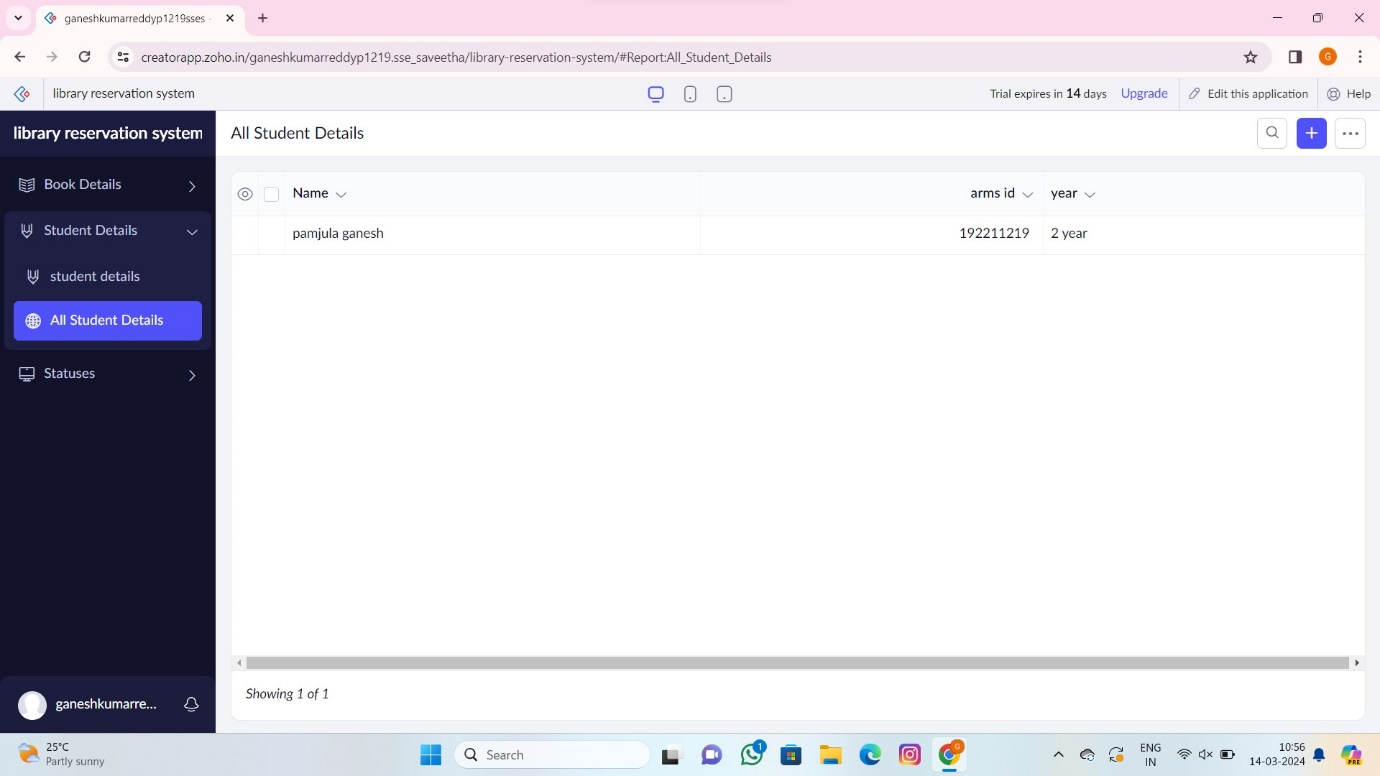 ganeshkumarreddyp1219sses -
creatorapp.zoho.in/ganeshkumarreddyp1219.sse_saveetha/library-reservation-system/#Report:All_Student_Details
G
library reservation system
Trial expires in 14 days Upgrade Edit this application Help
library reservation system
All Student Details
Book Details
Student Details
student details
All Student Details
Statuses
Name arms id year
pamjula ganesh 192211219 2 year
Showing 1 of 1
ganeshkumarre...
25°C
Partly sunny
Search
1
G
ENG
IN
10:56
14-03-2024
PRE